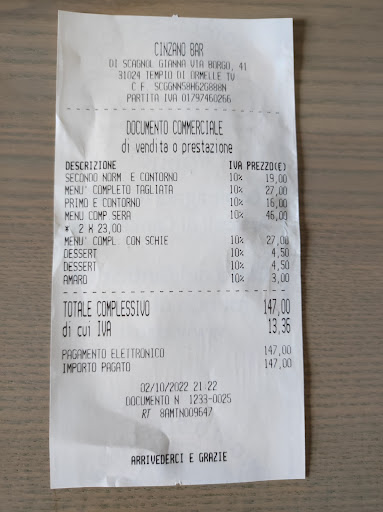 CINZANO BAR
DI SCAGNOL GIANNA VIA BORGO, 41
31024 TEMPIO DI ORMELLE TV
C F SCGGNN58H62G888N
PARTITA IVA 01797460266
DOCUMENTO COMMERCIALE
di vendita o prestazione
DESCRIZIONE IVA PREZZO(€)
SECONDO NORM E CONTORNO 10% 19,00
MENU' COMPLETO TAGLIATA 10% 27,00
PRIMO E CONTORNO 10% 16,00
MENU COMP SERA 10% 46,00
* 2 X 23,00
MENU' COMPL CON SCHIE 10% 27,00
DESSERT 10% 4,50
DESSERT 10% 4,50
AMARO 10% 3,00
TOTALE COMPLESSIVO 147,00
di cui IVA 13,36
PAGAMENTO ELETTRONICO 147,00
IMPORTO PAGATO 147,00
02/10/2022 21:22
DOCUMENTO N 1233-0025
RT 8AMTN009647
ARRIVEDERCI E GRAZIE